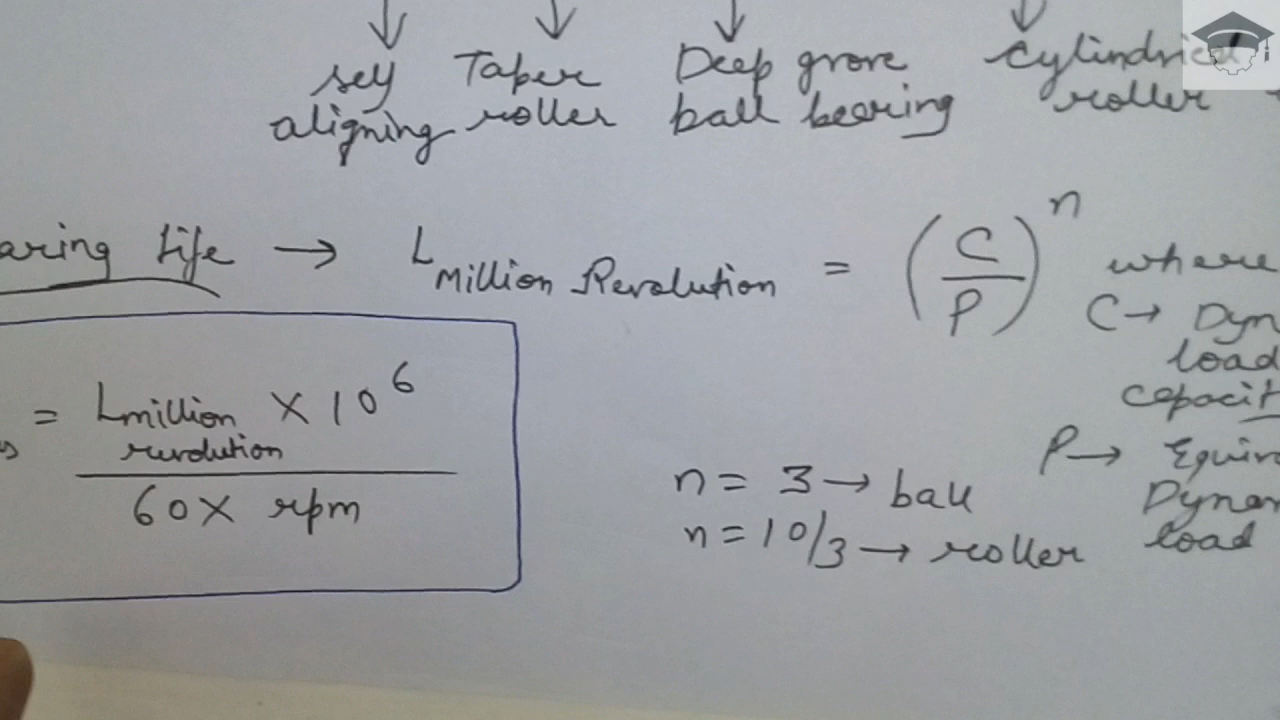 ↓ ↓ ↓ ↓
self Taper Deep grove cylindrical
aligning roller ball bearing roller
aring Life → L Million Revolution = (C/P)^n where
C → Dyn
load
capacit
= Lmillion revolution × 10^6 / 60 × rpm
P → Equiv
n = 3 → ball Dynam
n = 10/3 → roller load